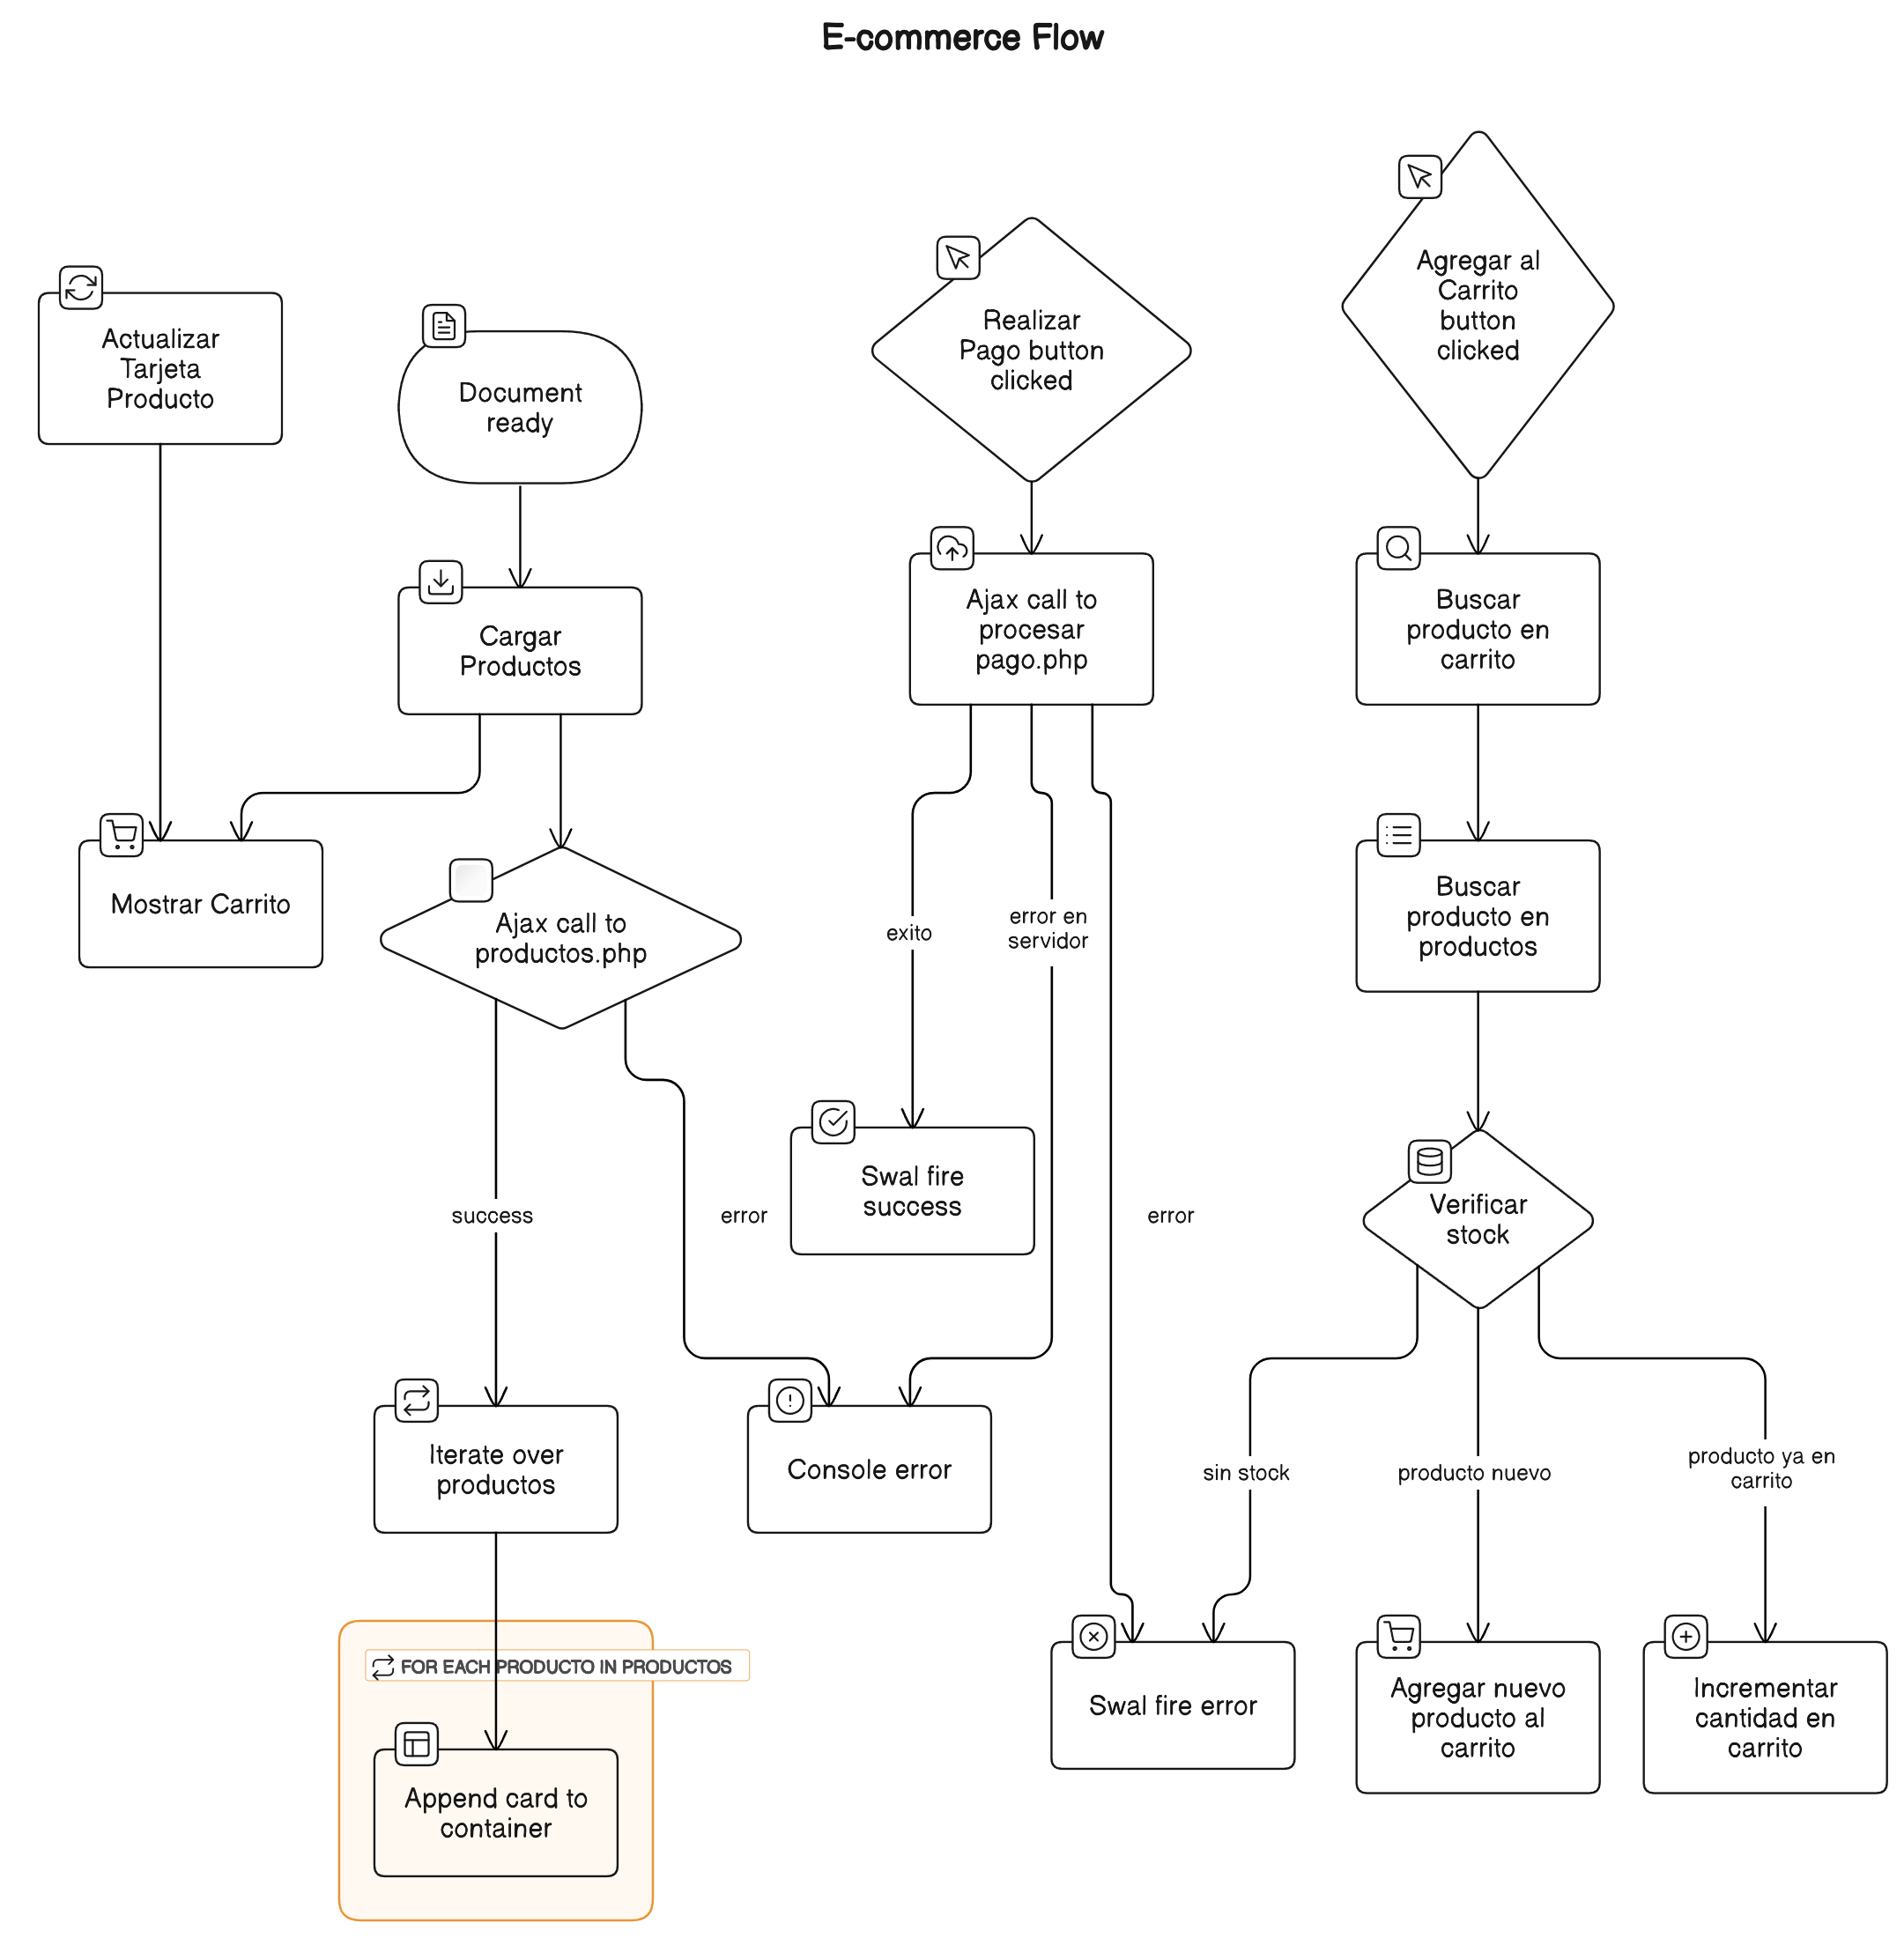 E-commerce Flow
Agregar al
Carrito
button
clicked
Realizar
Pago button
clicked
Actualizar
Tarjeta
Producto
Document
ready
Ajax call to
procesar
pago.php
Buscar
producto en
carrito
Cargar
Productos
Mostrar Carrito
Ajax call to
productos.php
exito
error en
servidor
Buscar
producto en
productos
success
error
Swal fire
success
error
Verificar
stock
Iterate over
productos
Console error
sin stock
producto nuevo
producto ya en
carrito
FOR EACH PRODUCTO IN PRODUCTOS
Append card to
container
Swal fire error
Agregar nuevo
producto al
carrito
Incrementar
cantidad en
carrito